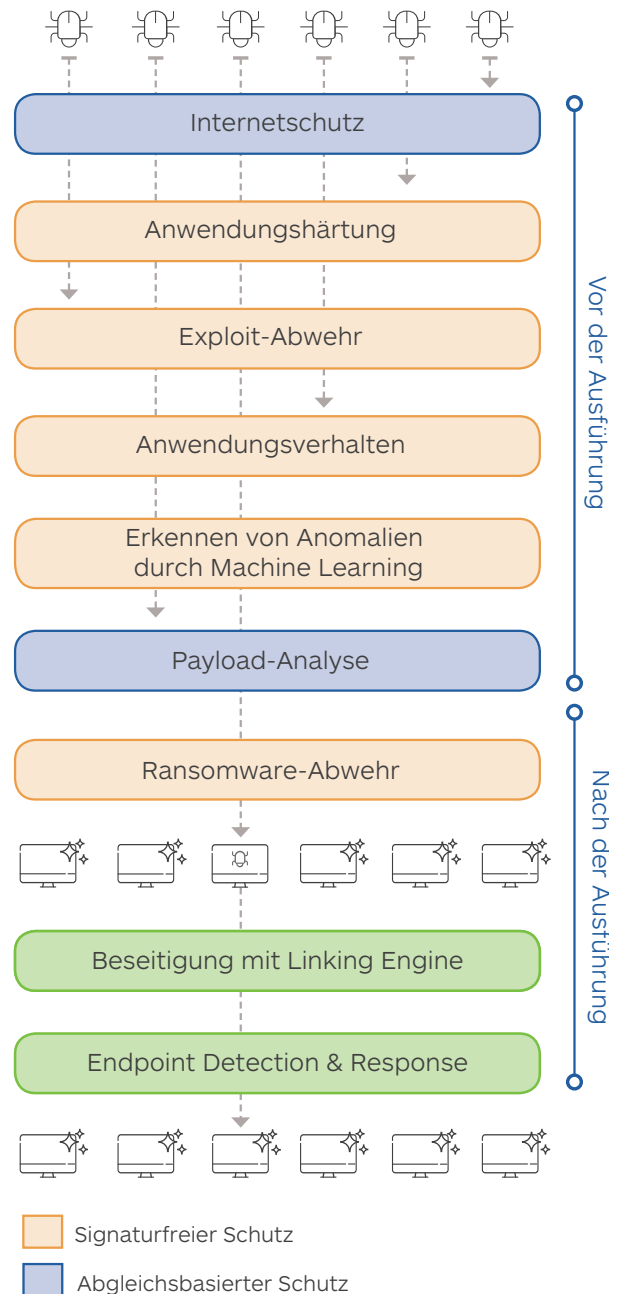 Internetschutz
Anwendungshärtung
Exploit-Abwehr
Anwendungsverhalten
Erkennen von Anomalien
durch Machine Learning
Payload-Analyse
Vor der Ausführung
Ransomware-Abwehr
Beseitigung mit Linking Engine
Endpoint Detection & Response
Nach der Ausführung
Signaturfreier Schutz
Abgleichsbasierter Schutz